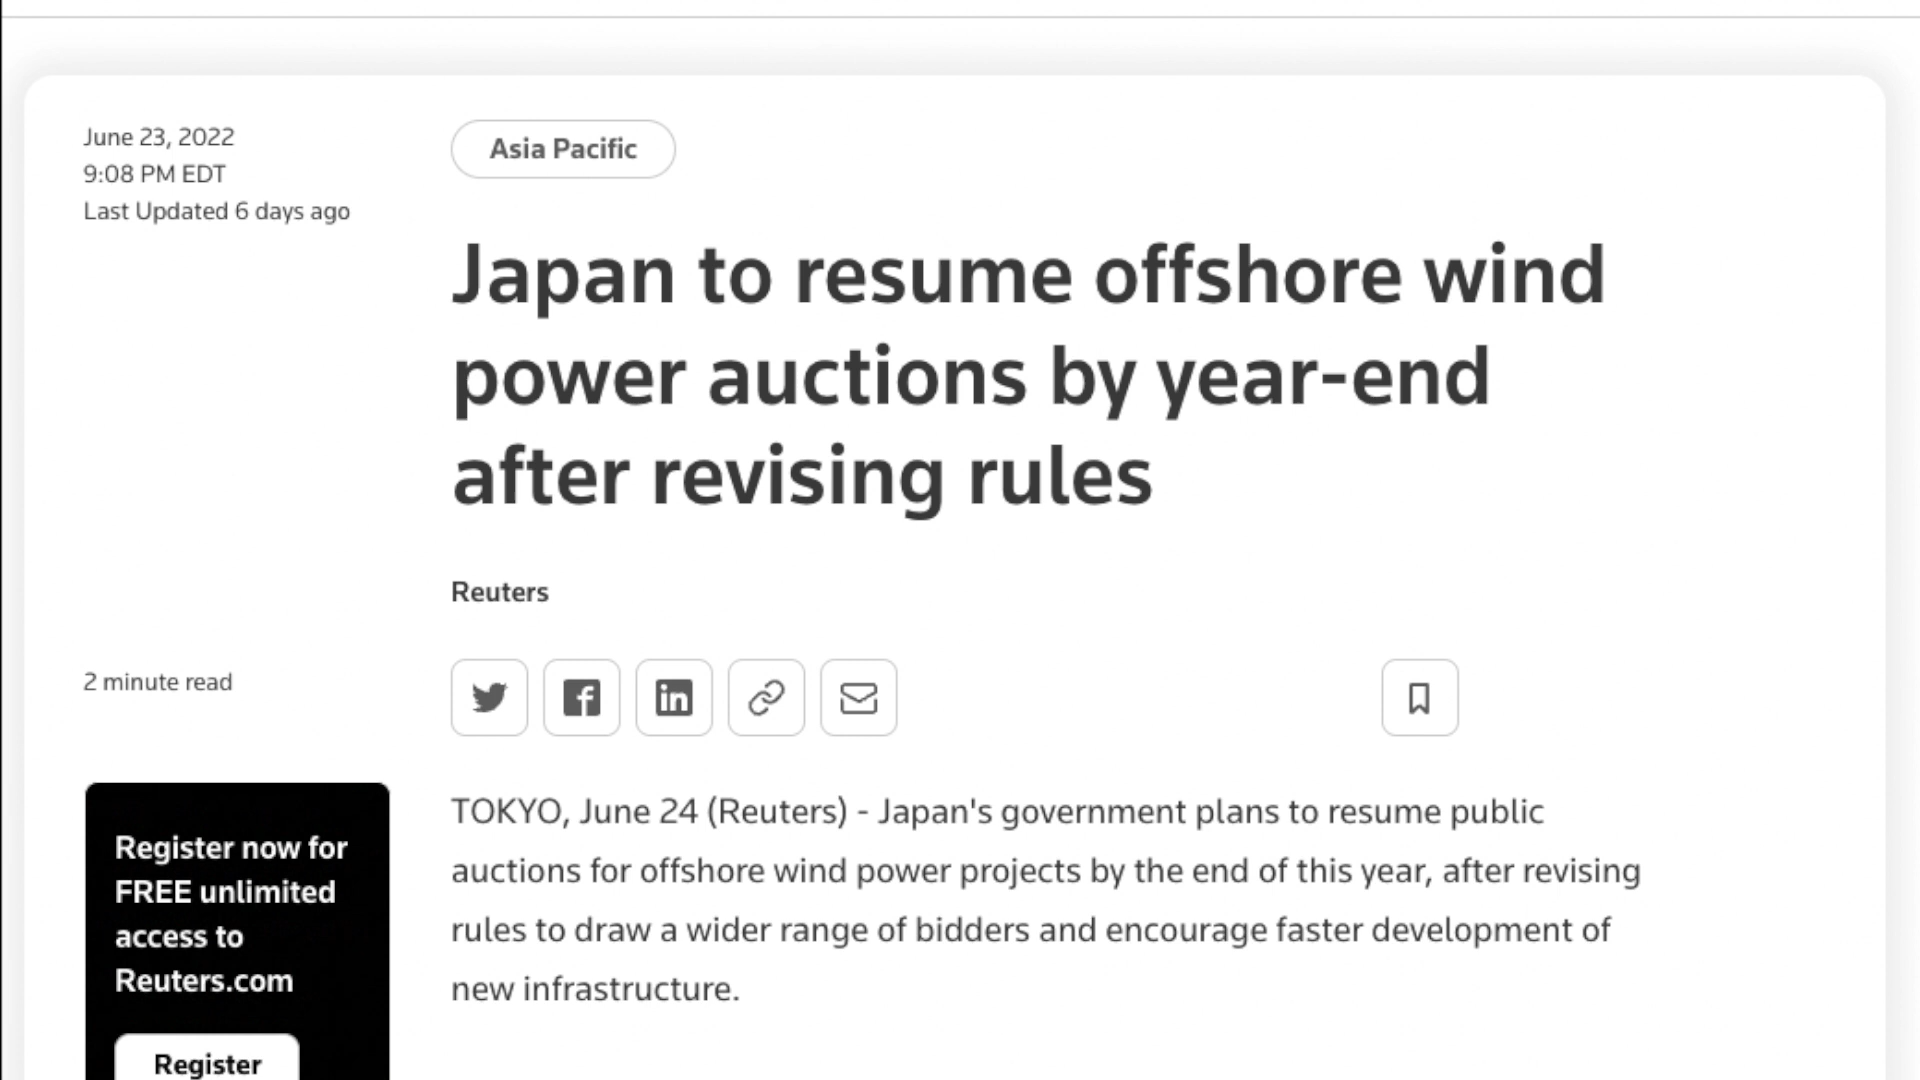 June 23, 2022
9:08 PM EDT
Last Updated 6 days ago
Asia Pacific
Japan to resume offshore wind
power auctions by year-end
after revising rules
Reuters
2 minute read
TOKYO, June 24 (Reuters) - Japan's government plans to resume public
auctions for offshore wind power projects by the end of this year, after revising
rules to draw a wider range of bidders and encourage faster development of
new infrastructure.
Register now for
FREE unlimited
access to
Reuters.com
Register